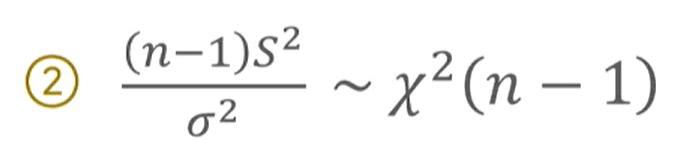 ② (n−1)S²/σ² ~ χ²(n − 1)